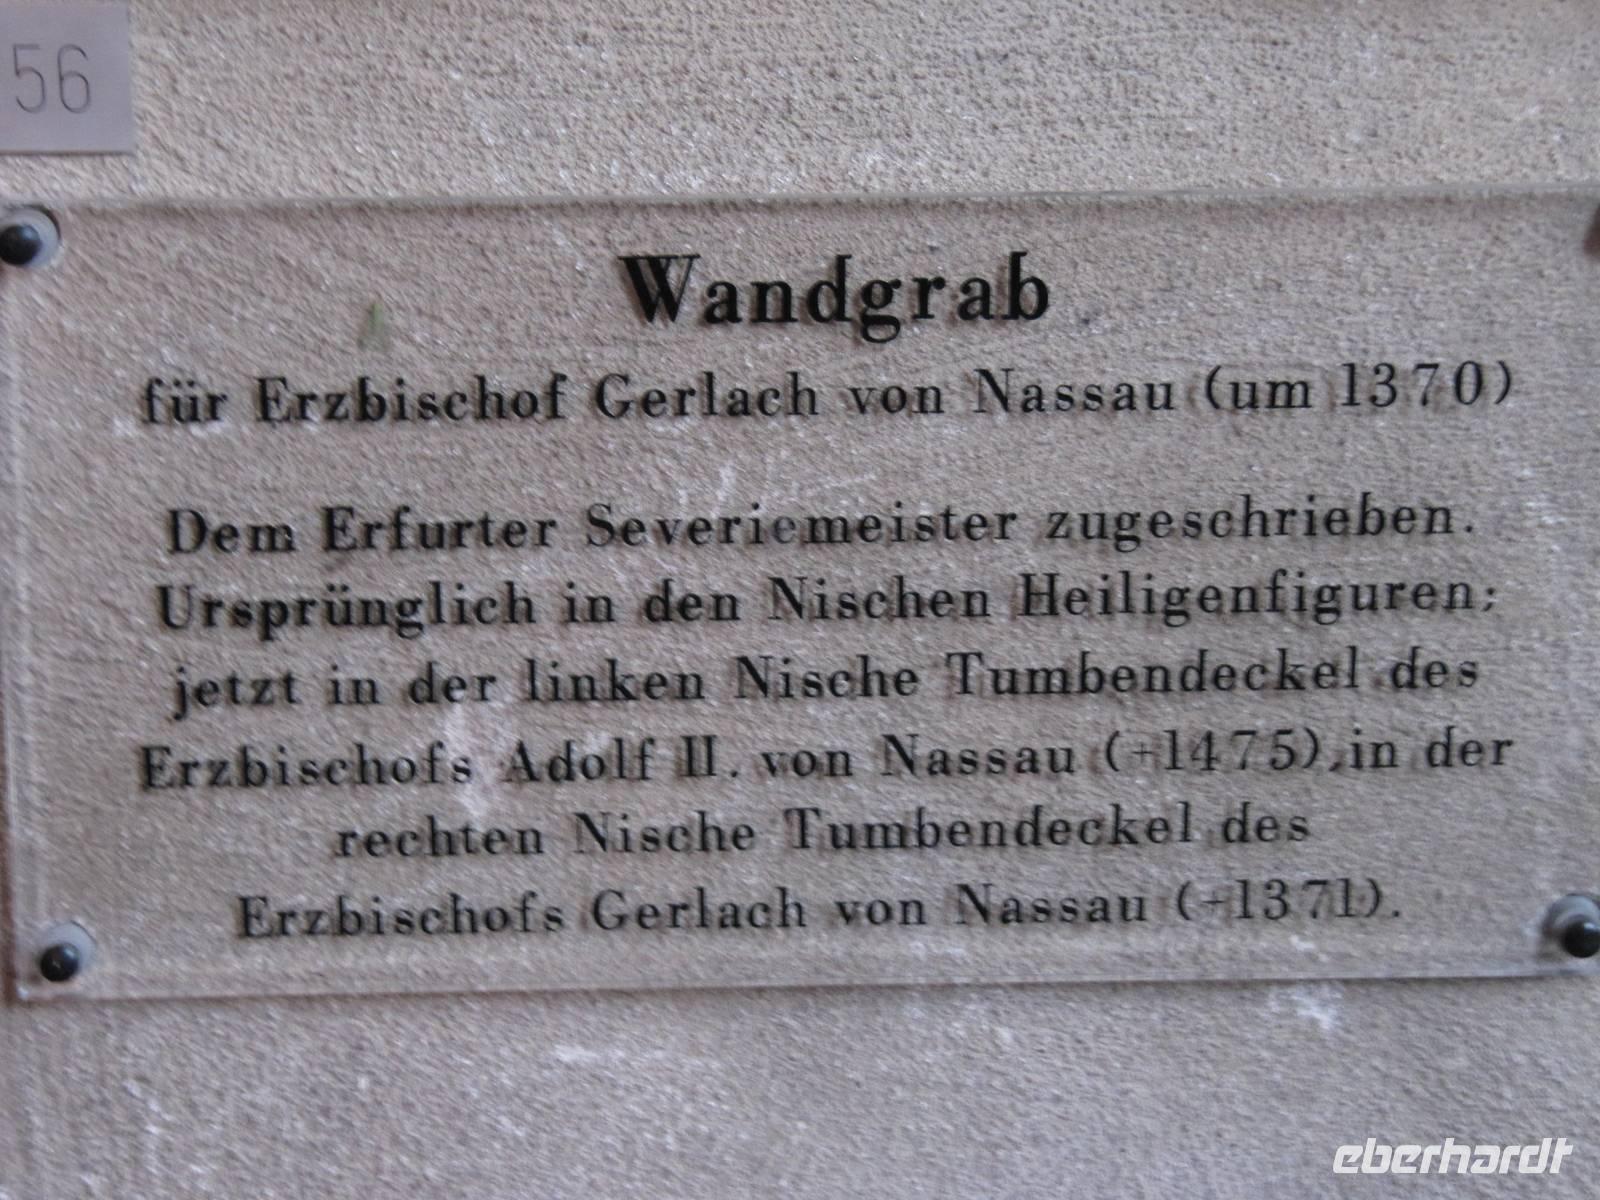 56
Wandgrab
für Erzbischof Gerlach von Nassau (um 1370)
Dem Erfurter Severiemeister zugeschrieben.
Ursprünglich in den Nischen Heiligenfiguren;
jetzt in der linken Nische Tumbendeckel des
Erzbischofs Adolf II. von Nassau (+1475),in der
rechten Nische Tumbendeckel des
Erzbischofs Gerlach von Nassau (+1371).
eberhardt